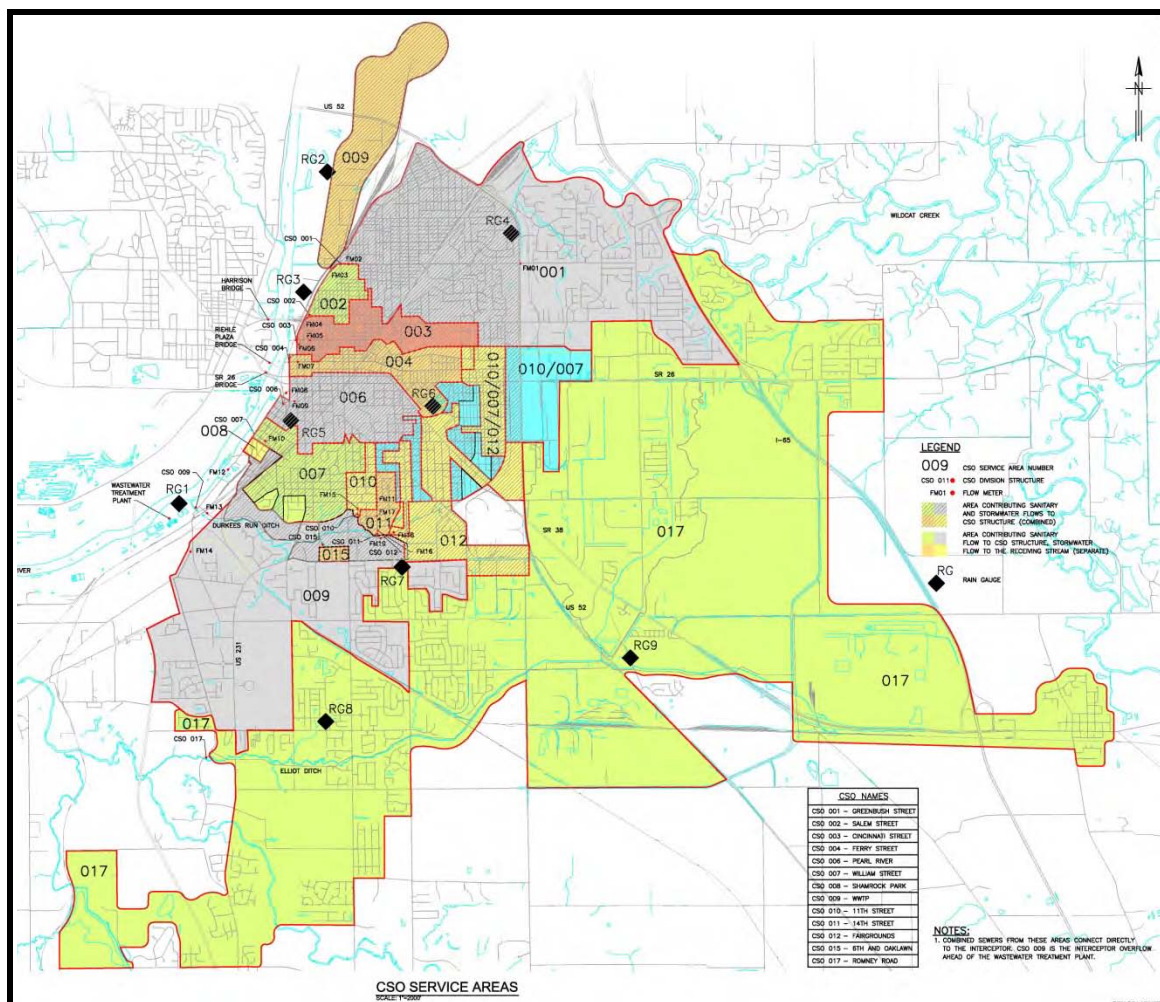 US 52
N
RG2
009
RG4
WILDCAT CREEK
CSO 001
FM02
FM01
001
FM03
RG3
HARRISON
BRIDGE
CSO 002
002
FM04
CSO 003
FM05
003
RIEHLE
PLAZA
BRIDGE
CSO 004
FM06
FM07
004
010/007/012
010/007
SR 26
BRIDGE
SR 26
CSO 006
FM08
006
RG6
FM09
RG5
CSO 007
I-65
008
FM10
LEGEND
009 CSO SERVICE AREA NUMBER
CSO 011 CSO DIVISION STRUCTURE
FM01 FLOW METER
AREA CONTRIBUTING SANITARY
AND STORMWATER FLOWS TO
CSO STRUCTURE (COMBINED)
AREA CONTRIBUTING SANITARY
FLOW TO CSO STRUCTURE, STORMWATER
FLOW TO THE RECEIVING STREAM (SEPARATE)
RG RAIN GAUGE
CSO 009
FM12
007
010
WASTEWATER
TREATMENT
PLANT
RG1
FM15
FM11
FM13
FM17
011
DURKEES RUN DITCH
CSO 010
SR 38
017
CSO 015
CSO 011
012
FM14
015
CSO 012
FM16
RIVER
RG7
009
US 52
US 231
RG9
017
RG8
017
CSO 017
ELLIOT DITCH
017
CSO NAMES
CSO 001 - GREENBUSH STREET
CSO 002 - SALEM STREET
CSO 003 - CINCINNATI STREET
CSO 004 - FERRY STREET
CSO 006 - PEARL RIVER
CSO 007 - WILLIAM STREET
CSO 008 - SHAMROCK PARK
CSO 009 - WWTP
CSO 010 - 11TH STREET
CSO 011 - 14TH STREET
CSO 012 - FAIRGROUNDS
CSO 015 - 6TH AND OAKLAWN
CSO 017 - ROMNEY ROAD
NOTES:
1. COMBINED SEWERS FROM THESE AREAS CONNECT DIRECTLY
TO THE INTERCEPTOR. CSO 009 IS THE INTERCEPTOR OVERFLOW
AHEAD OF THE WASTEWATER TREATMENT PLANT.
CSO SERVICE AREAS
SCALE: 1"=2000'